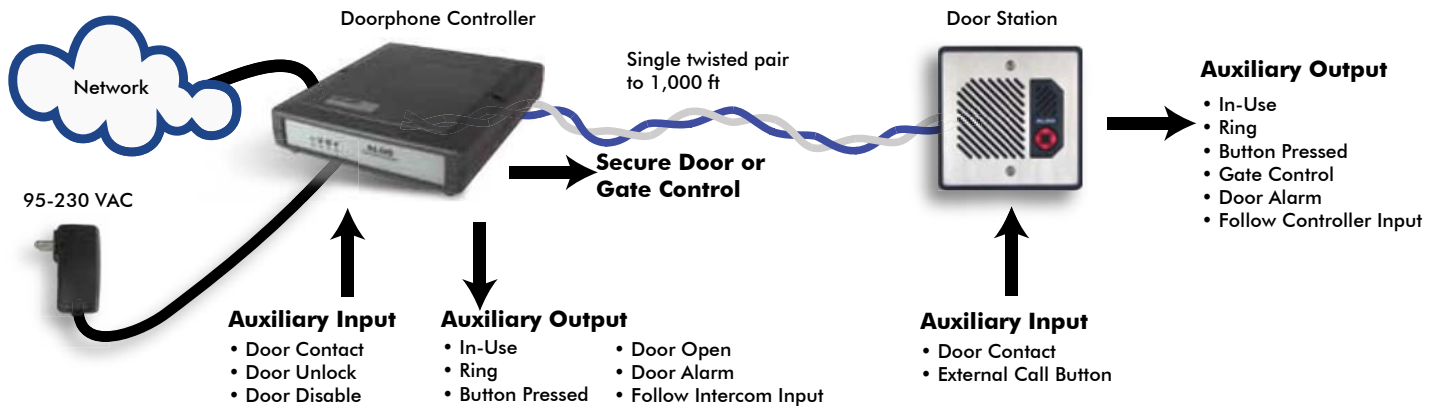 Doorphone Controller
Door Station
Network
Single twisted pair
to 1,000 ft
Secure Door or
Gate Control
95-230 VAC
ALGO
Auxiliary Input
• Door Contact
• Door Unlock
• Door Disable
Auxiliary Output
• In-Use
• Ring
• Button Pressed
• Door Open
• Door Alarm
• Follow Intercom Input
Auxiliary Input
• Door Contact
• External Call Button
Auxiliary Output
• In-Use
• Ring
• Button Pressed
• Gate Control
• Door Alarm
• Follow Controller Input